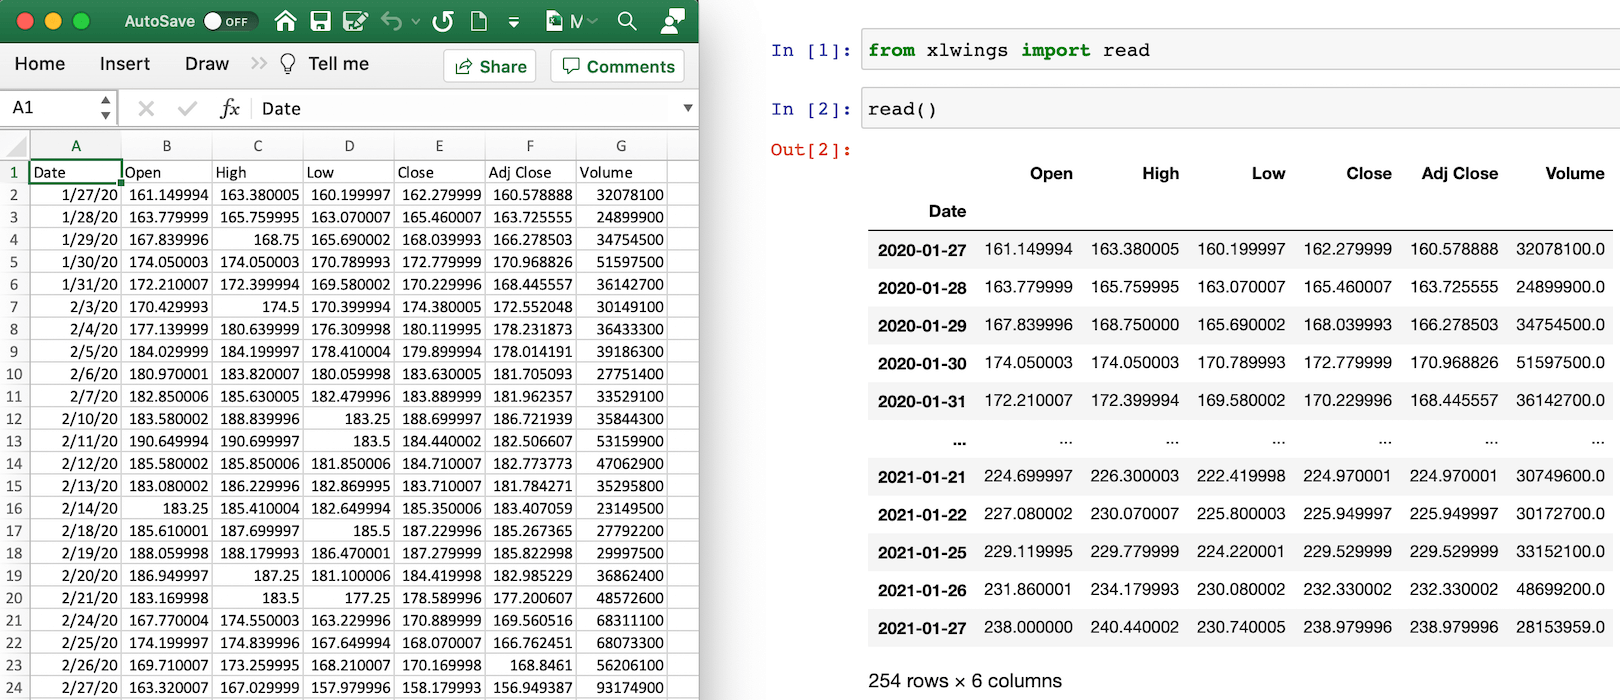 AutoSave OFF M
Home Insert Draw >> Tell me Share Comments
A1 fx Date
A B C D E F G
1 Date Open High Low Close Adj Close Volume
2 1/27/20 161.149994 163.380005 160.199997 162.279999 160.578888 32078100
3 1/28/20 163.779999 165.759995 163.070007 165.460007 163.725555 24899900
4 1/29/20 167.839996 168.75 165.690002 168.039993 166.278503 34754500
5 1/30/20 174.050003 174.050003 170.789993 172.779999 170.968826 51597500
6 1/31/20 172.210007 172.399994 169.580002 170.229996 168.445557 36142700
7 2/3/20 170.429993 174.5 170.399994 174.380005 172.552048 30149100
8 2/4/20 177.139999 180.639999 176.309998 180.119995 178.231873 36433300
9 2/5/20 184.029999 184.199997 178.410004 179.899994 178.014191 39186300
10 2/6/20 180.970001 183.820007 180.059998 183.630005 181.705093 27751400
11 2/7/20 182.850006 185.630005 182.479996 183.889999 181.962357 33529100
12 2/10/20 183.580002 188.839996 183.25 188.699997 186.721939 35844300
13 2/11/20 190.649994 190.699997 183.5 184.440002 182.506607 53159900
14 2/12/20 185.580002 185.850006 181.850006 184.710007 182.773773 47062900
15 2/13/20 183.080002 186.229996 182.869995 183.710007 181.784271 35295800
16 2/14/20 183.25 185.410004 182.649994 185.350006 183.407059 23149500
17 2/18/20 185.610001 187.699997 185.5 187.229996 185.267365 27792200
18 2/19/20 188.059998 188.179993 186.470001 187.279999 185.822998 29997500
19 2/20/20 186.949997 187.25 181.100006 184.419998 182.985229 36862400
20 2/21/20 183.169998 183.5 177.25 178.589996 177.200607 48572600
21 2/24/20 167.770004 174.550003 163.229996 170.889999 169.560516 68311100
22 2/25/20 174.199997 174.839996 167.649994 168.070007 166.762451 68073300
23 2/26/20 169.710007 173.259995 168.210007 170.169998 168.8461 56206100
24 2/27/20 163.320007 167.029999 157.979996 158.179993 156.949387 93174900
In [1]: from xlwings import read
In [2]: read()
Out[2]:
Open High Low Close Adj Close Volume
Date
2020-01-27 161.149994 163.380005 160.199997 162.279999 160.578888 32078100.0
2020-01-28 163.779999 165.759995 163.070007 165.460007 163.725555 24899900.0
2020-01-29 167.839996 168.750000 165.690002 168.039993 166.278503 34754500.0
2020-01-30 174.050003 174.050003 170.789993 172.779999 170.968826 51597500.0
2020-01-31 172.210007 172.399994 169.580002 170.229996 168.445557 36142700.0
... ... ... ... ... ... ...
2021-01-21 224.699997 226.300003 222.419998 224.970001 224.970001 30749600.0
2021-01-22 227.080002 230.070007 225.800003 225.949997 225.949997 30172700.0
2021-01-25 229.119995 229.779999 224.220001 229.529999 229.529999 33152100.0
2021-01-26 231.860001 234.179993 230.080002 232.330002 232.330002 48699200.0
2021-01-27 238.000000 240.440002 230.740005 238.979996 238.979996 28153959.0
254 rows × 6 columns